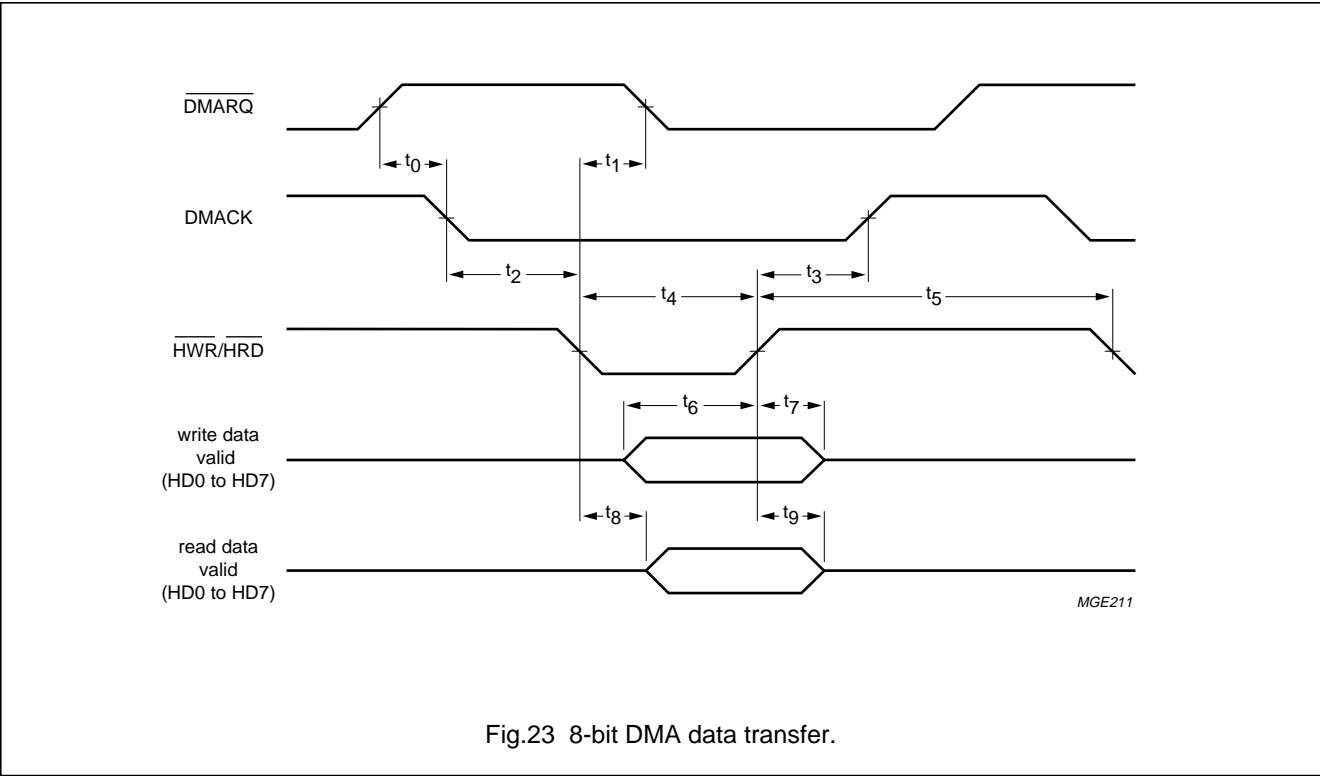 DMARQ
t0
t1
DMACK
t2
t3
t4
t5
HWR/HRD
t6
t7
write data
valid
(HD0 to HD7)
t8
t9
read data
valid
(HD0 to HD7)
MGE211
Fig.23 8-bit DMA data transfer.